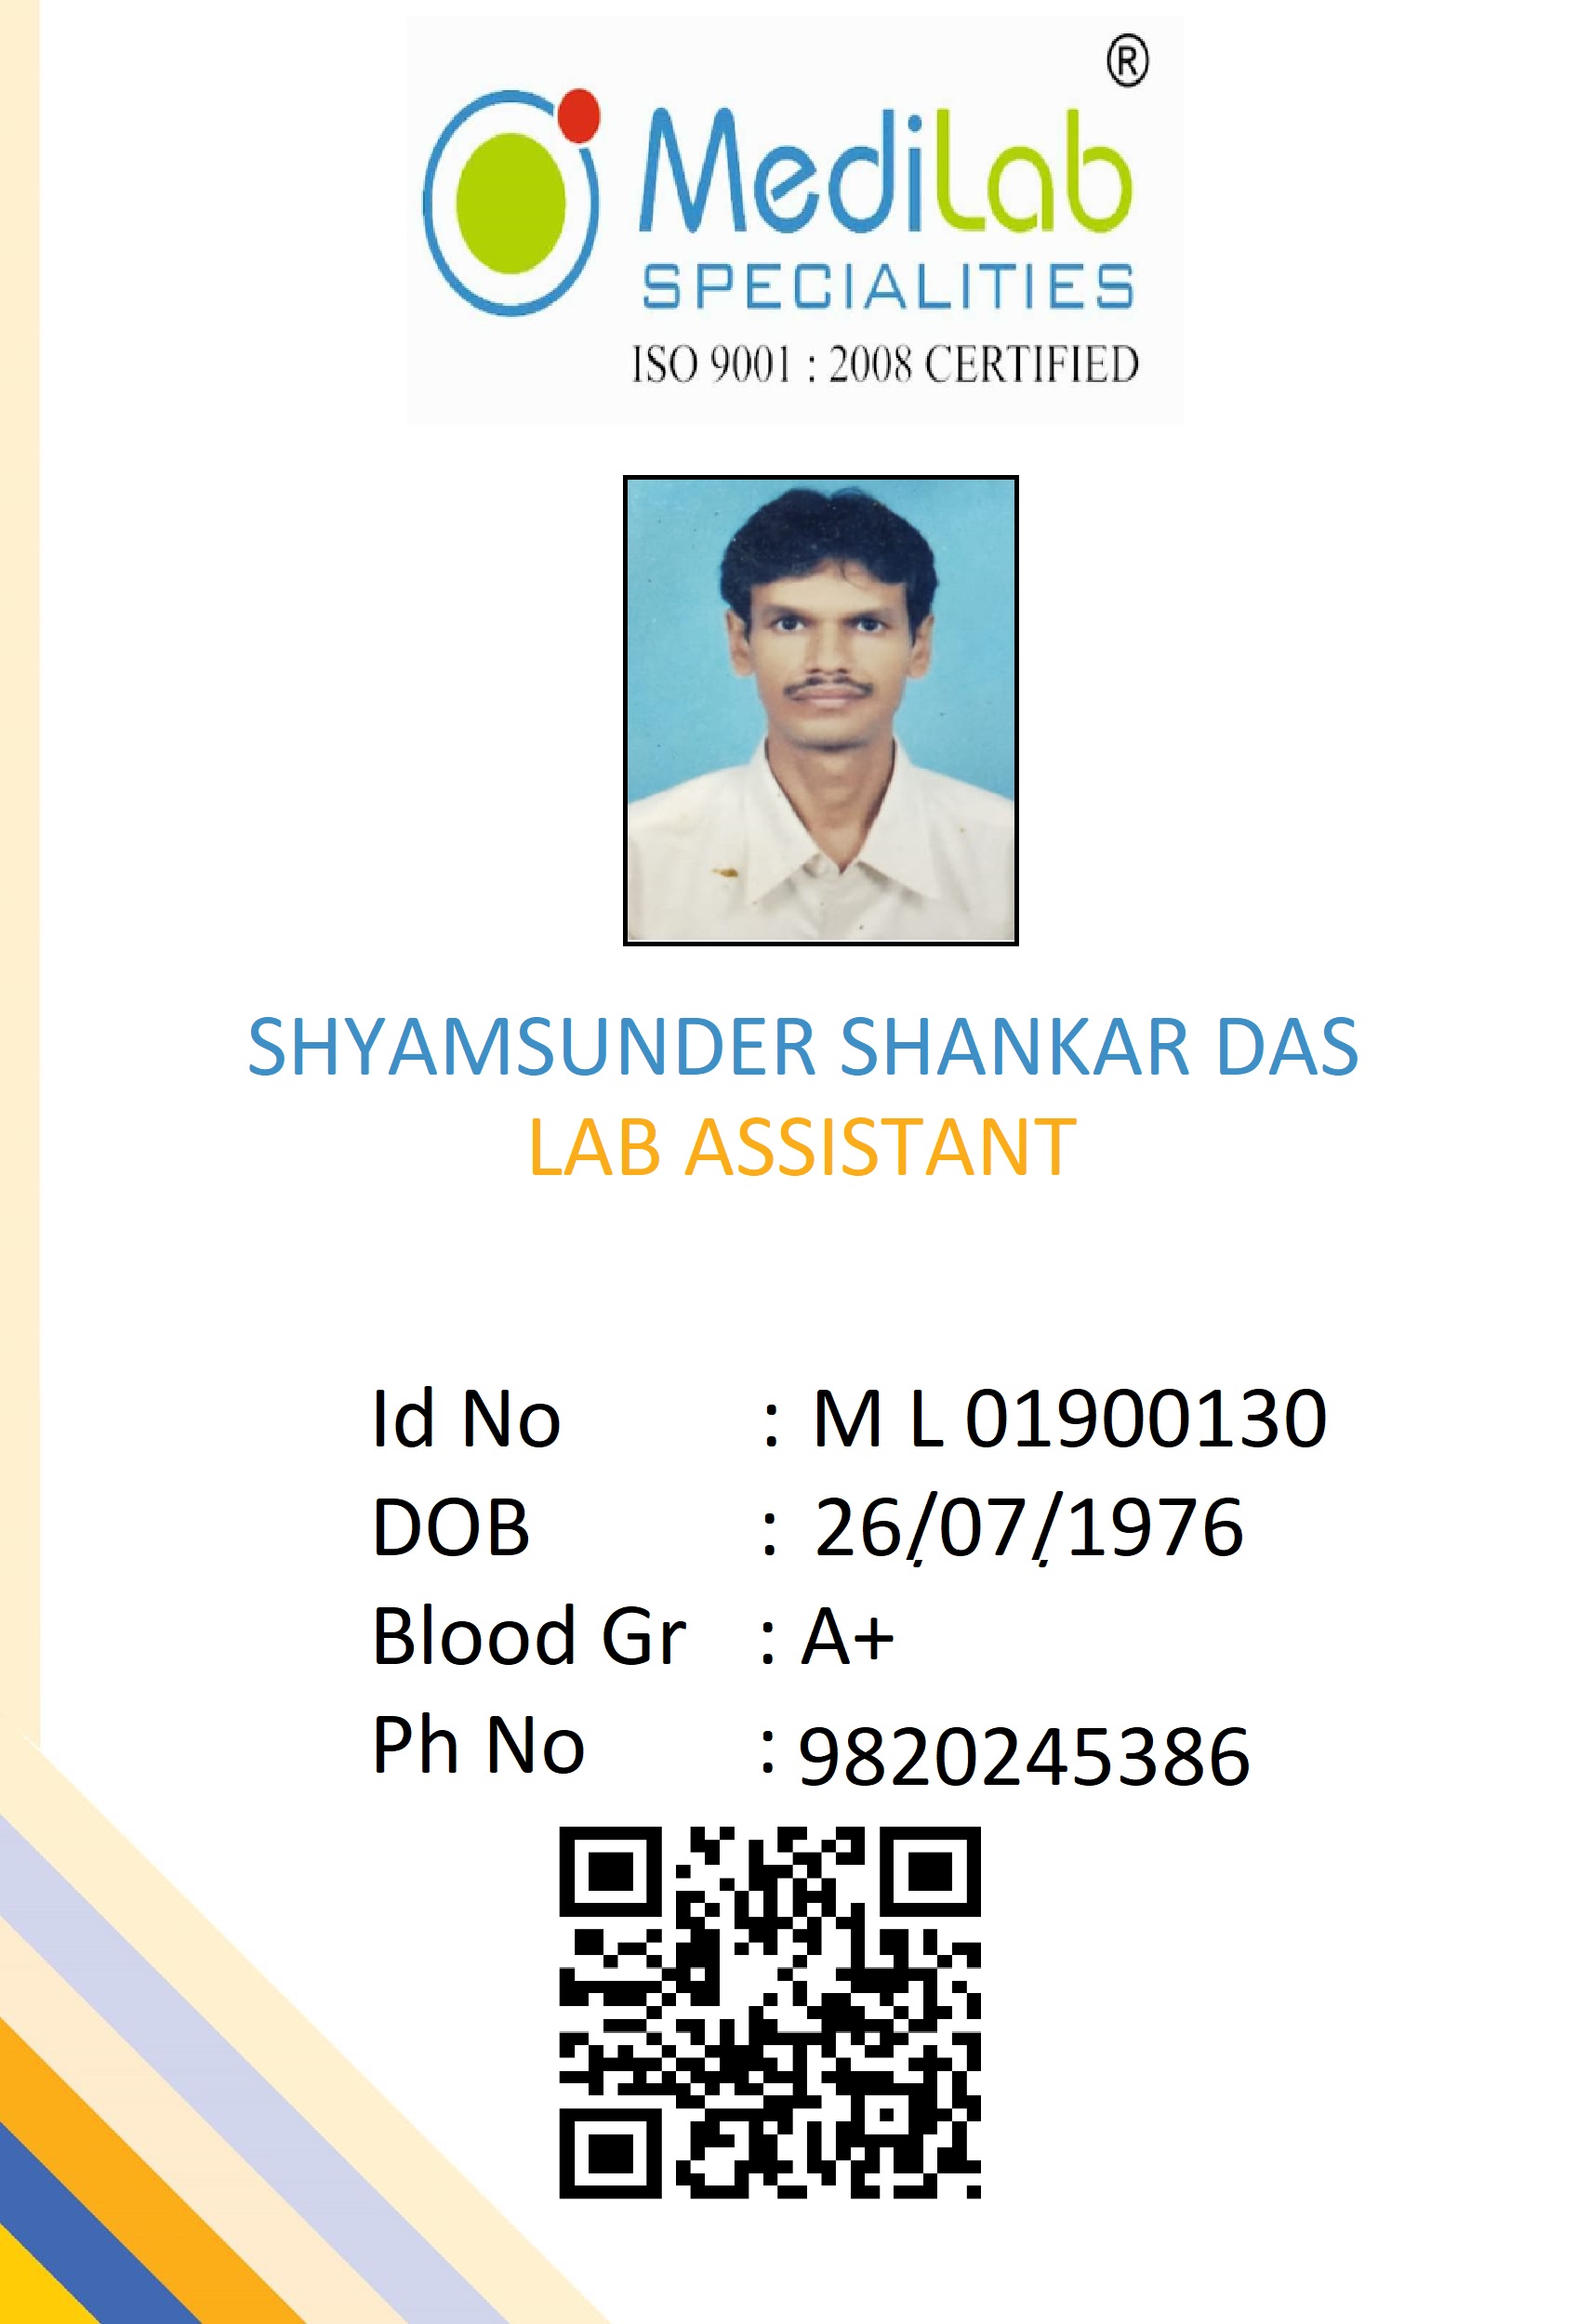 ®
MediLab
SPECIALITIES
ISO 9001 : 2008 CERTIFIED
SHYAMSUNDER SHANKAR DAS
LAB ASSISTANT
Id No : M L 01900130
DOB : 26/07/1976
Blood Gr : A+
Ph No : 9820245386